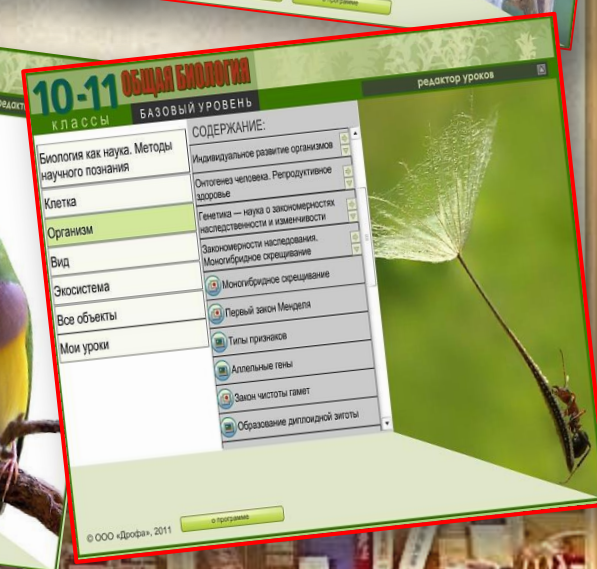 о программе
редакт
10-11
классы
ОБЩАЯ БИОЛОГИЯ
БАЗОВЫЙ УРОВЕНЬ
редактор уроков
Биология как наука. Методы
научного познания
Клетка
Организм
Вид
Экосистема
Все объекты
Мои уроки
СОДЕРЖАНИЕ:
Индивидуальное развитие организмов
Онтогенез человека. Репродуктивное
здоровье
Генетика — наука о закономерностях
наследственности и изменчивости
Закономерности наследования.
Моногибридное скрещивание
Моногибридное скрещивание
Первый закон Менделя
Типы признаков
Аллельные гены
Закон чистоты гамет
Образование диплоидной зиготы
© ООО «Дрофа», 2011
о программе